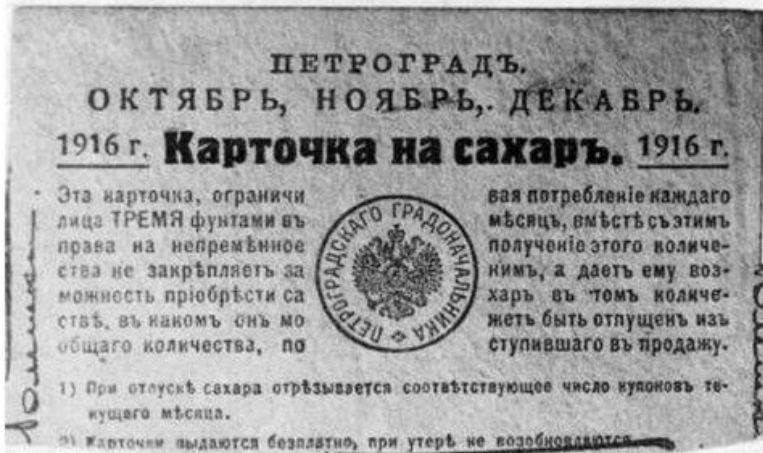 ПЕТРОГРАДЪ.
ОКТЯБРЬ, НОЯБРЬ,. ДЕКАБРЬ.
1916 г. Карточка на сахаръ. 1916 г.
Эта карточка, ограничи вая потребленіе каждаго
лица ТРЕМЯ фунтами въ мѣсяцъ, вмѣстѣ съ этимъ
права на непремѣнное полученіе этого количе-
ства не закрѣпляетъ за нимъ, а даетъ ему воз-
можность пріобрѣсти са харъ въ томъ количе-
ствѣ, въ какомъ онъ мо жетъ быть отпущенъ изъ
общаго количества, по ступившаго въ продажу.
ПЕТРОГРАДСКАГО ГРАДОНАЧАЛЬНИКА
1) При отпускѣ сахара отрѣзывается соотвѣтствующее число купоновъ те-
кущаго мѣсяца.
2) Карточки выдаются безплатно, при утерѣ не возобновляются